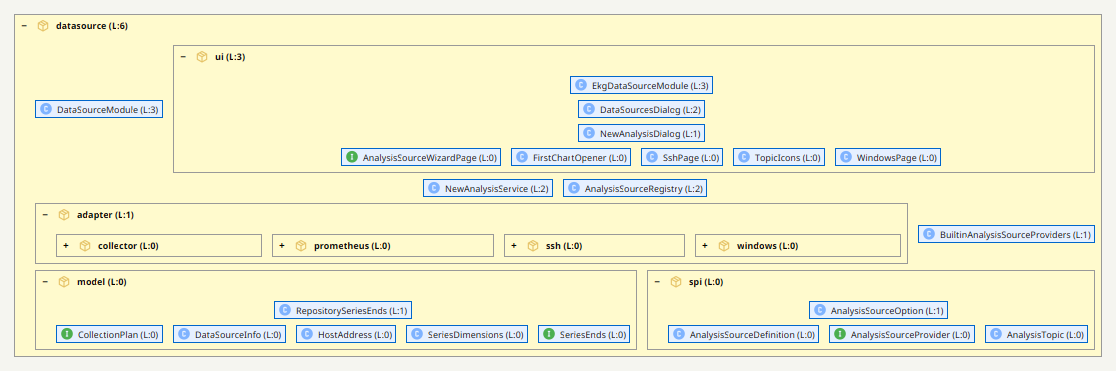 − datasource (L:6)
− ui (L:3)
EkgDataSourceModule (L:3)
DataSourceModule (L:3)
DataSourcesDialog (L:2)
NewAnalysisDialog (L:1)
AnalysisSourceWizardPage (L:0) FirstChartOpener (L:0) SshPage (L:0) TopicIcons (L:0) WindowsPage (L:0)
NewAnalysisService (L:2) AnalysisSourceRegistry (L:2)
− adapter (L:1)
BuiltinAnalysisSourceProviders (L:1)
+ collector (L:0) + prometheus (L:0) + ssh (L:0) + windows (L:0)
− model (L:0) − spi (L:0)
RepositorySeriesEnds (L:1) AnalysisSourceOption (L:1)
CollectionPlan (L:0) DataSourceInfo (L:0) HostAddress (L:0) SeriesDimensions (L:0) SeriesEnds (L:0) AnalysisSourceDefinition (L:0) AnalysisSourceProvider (L:0) AnalysisTopic (L:0)